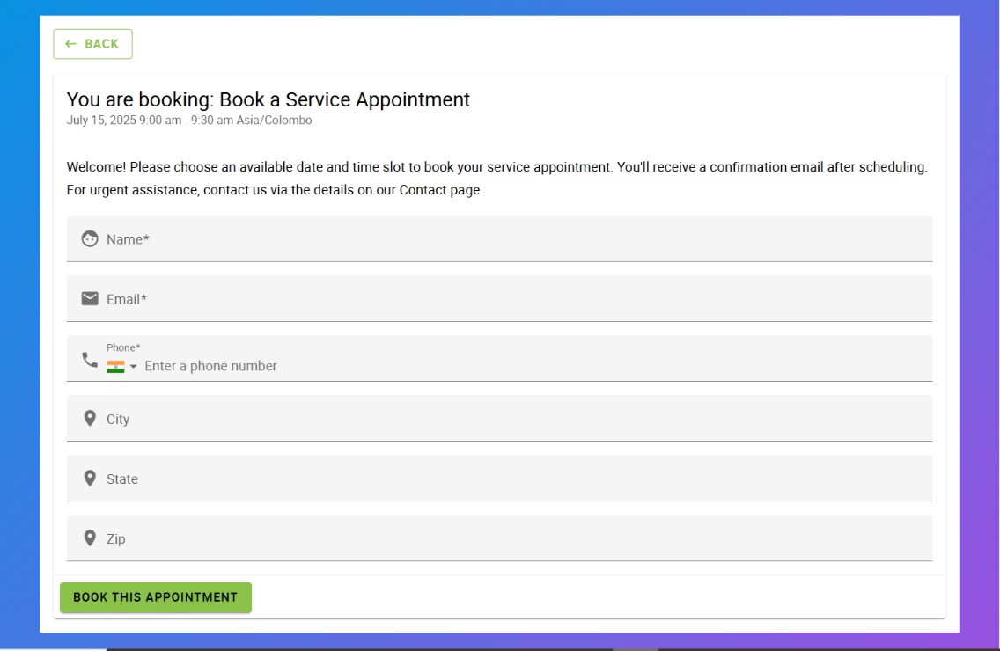 ← BACK
You are booking: Book a Service Appointment
July 15, 2025 9:00 am - 9:30 am Asia/Colombo
Welcome! Please choose an available date and time slot to book your service appointment. You'll receive a confirmation email after scheduling.
For urgent assistance, contact us via the details on our Contact page.
Name*
Email*
Phone*
Enter a phone number
City
State
Zip
BOOK THIS APPOINTMENT